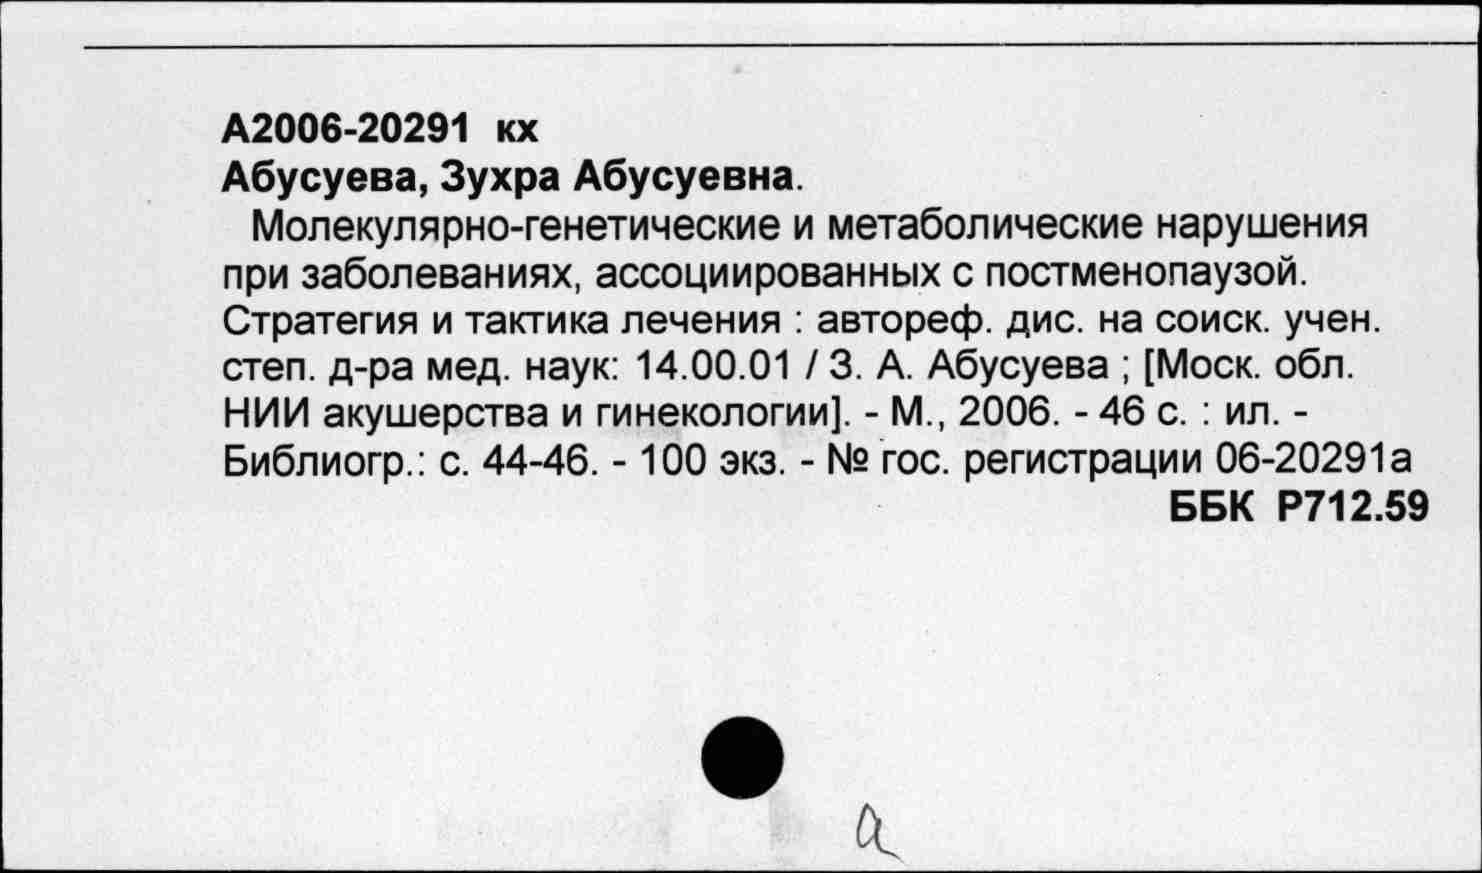 А2006-20291 кх
Абусуева, Зухра Абусуевна.
Молекулярно-генетические и метаболические нарушения
при заболеваниях, ассоциированных с постменопаузой.
Стратегия и тактика лечения : автореф. дис. на соиск. учен.
степ. д-ра мед. наук: 14.00.01 / З. А. Абусуева ; [Моск. обл.
НИИ акушерства и гинекологии]. - М., 2006. - 46 с. : ил. -
Библиогр.: с. 44-46. - 100 экз. - № гос. регистрации 06-20291а
ББК Р712.59
а